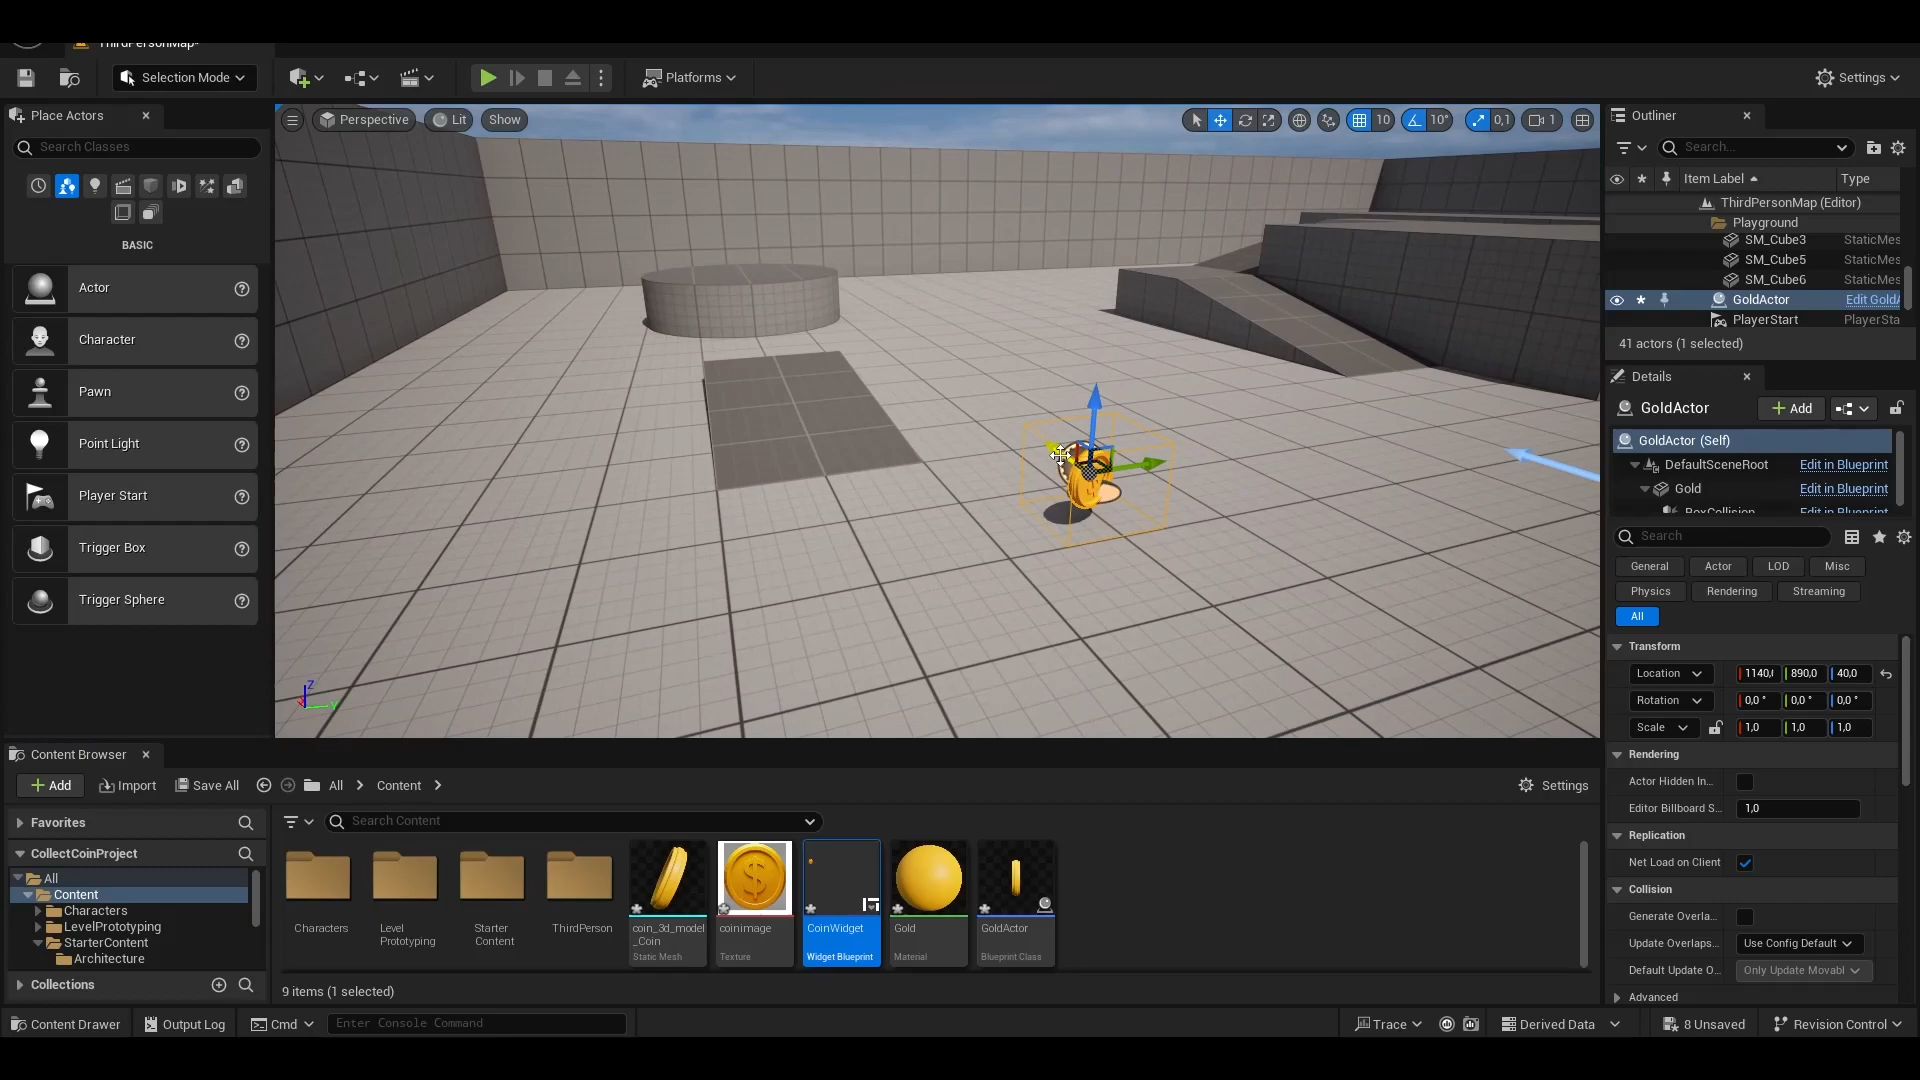 ThirdPersonMap*
Selection Mode
Platforms
Settings
Place Actors
Search Classes
BASIC
Actor
Character
Pawn
Point Light
Player Start
Trigger Box
Trigger Sphere
Perspective
Lit
Show
10
10°
0,1
1
Z
Y
Outliner
Search...
Item Label
Type
ThirdPersonMap (Editor)
Playground
SM_Cube3 StaticMes
SM_Cube5 StaticMes
SM_Cube6 StaticMes
GoldActor Edit GoldA
PlayerStart PlayerSta
41 actors (1 selected)
Details
GoldActor
Add
GoldActor (Self)
DefaultSceneRoot Edit in Blueprint
Gold Edit in Blueprint
BoxCollision Edit in Blueprint
Search
General Actor LOD Misc
Physics Rendering Streaming
All
Transform
Location 1140,( 890,0 40,0
Rotation 0,0 ° 0,0 ° 0,0 °
Scale 1,0 1,0 1,0
Rendering
Actor Hidden In...
Editor Billboard S... 1,0
Replication
Net Load on Client
Collision
Generate Overla...
Update Overlaps... Use Config Default
Default Update O... Only Update Movabl
Advanced
Content Browser
Add Import Save All All Content Settings
Favorites
Search Content
CollectCoinProject
All
Content
Characters
LevelPrototyping
StarterContent
Architecture
Collections
Characters
Level
Prototyping
Starter
Content
ThirdPerson
coin_3d_model
_Coin
Static Mesh
coinimage
Texture
CoinWidget
Widget Blueprint
Gold
Material
GoldActor
Blueprint Class
9 items (1 selected)
Content Drawer Output Log Cmd Enter Console Command Trace Derived Data 8 Unsaved Revision Control